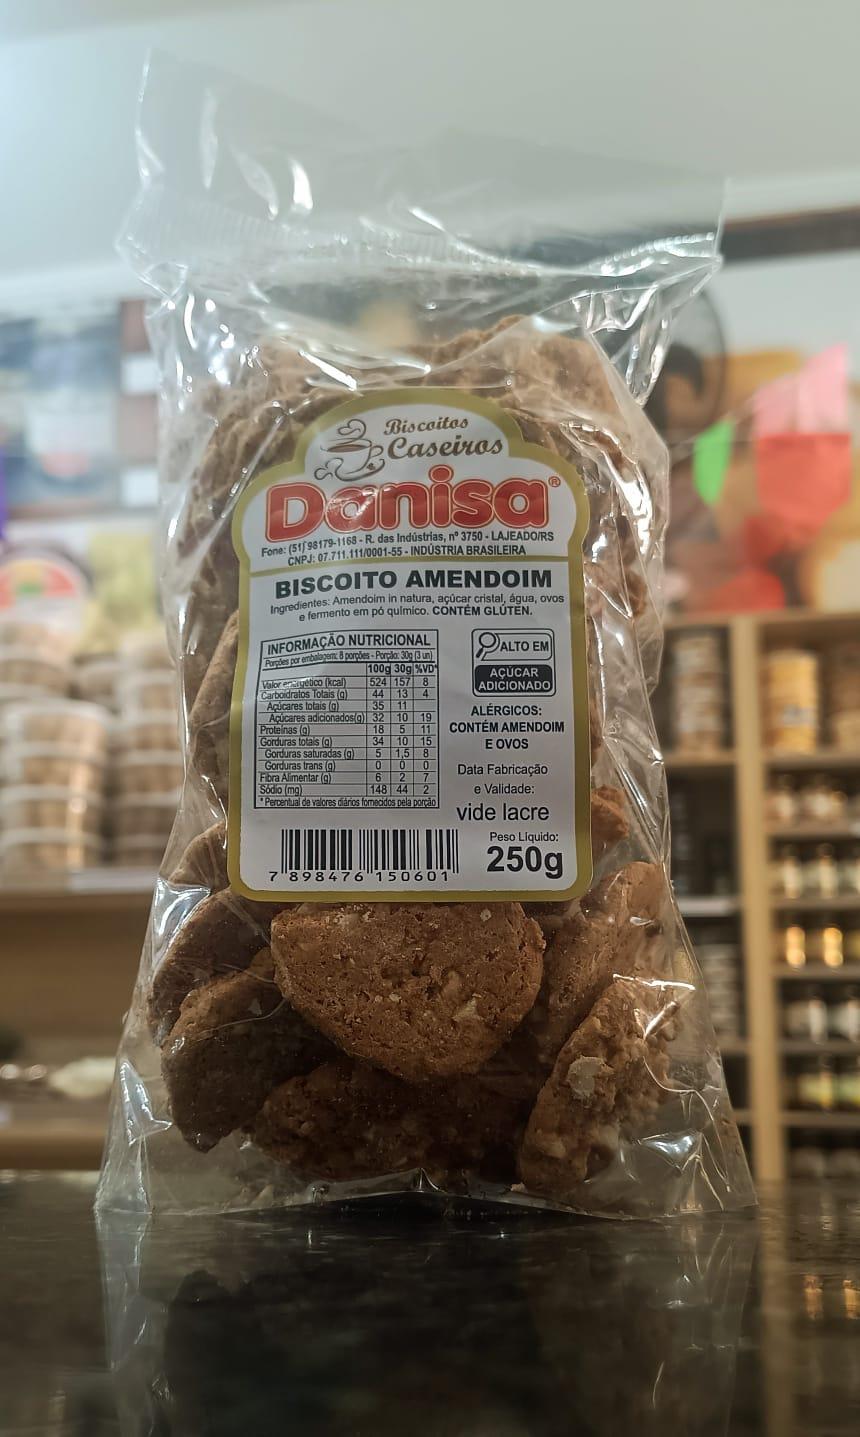 Biscoitos
Caseiros
Danisa®
Fone: (51) 98179-1168 - R. das Indústrias, nº 3750 - LAJEADO/RS
CNPJ: 07.711.111/0001-55 - INDÚSTRIA BRASILEIRA
BISCOITO AMENDOIM
Ingredientes: Amendoim in natura, açúcar cristal, água, ovos
e fermento em pó químico. CONTÉM GLÚTEN.
INFORMAÇÃO NUTRICIONAL
Porções por embalagem: 8 porções - Porção: 30g (3 un)
100g 30g %VD*
Valor energético (kcal) 524 157 8
Carboidratos Totais (g) 44 13 4
Açúcares totais (g) 35 11
Açúcares adicionados(g) 32 10 19
Proteínas (g) 18 5 11
Gorduras totais (g) 34 10 15
Gorduras saturadas (g) 5 1,5 8
Gorduras trans (g) 0 0 0
Fibra Alimentar (g) 6 2 7
Sódio (mg) 148 44 2
* Percentual de valores diários fornecidos pela porção
ALTO EM
AÇÚCAR
ADICIONADO
ALÉRGICOS:
CONTÉM AMENDOIM
E OVOS
Data Fabricação
e Validade:
vide lacre
Peso Líquido:
250g
7 898476 150601